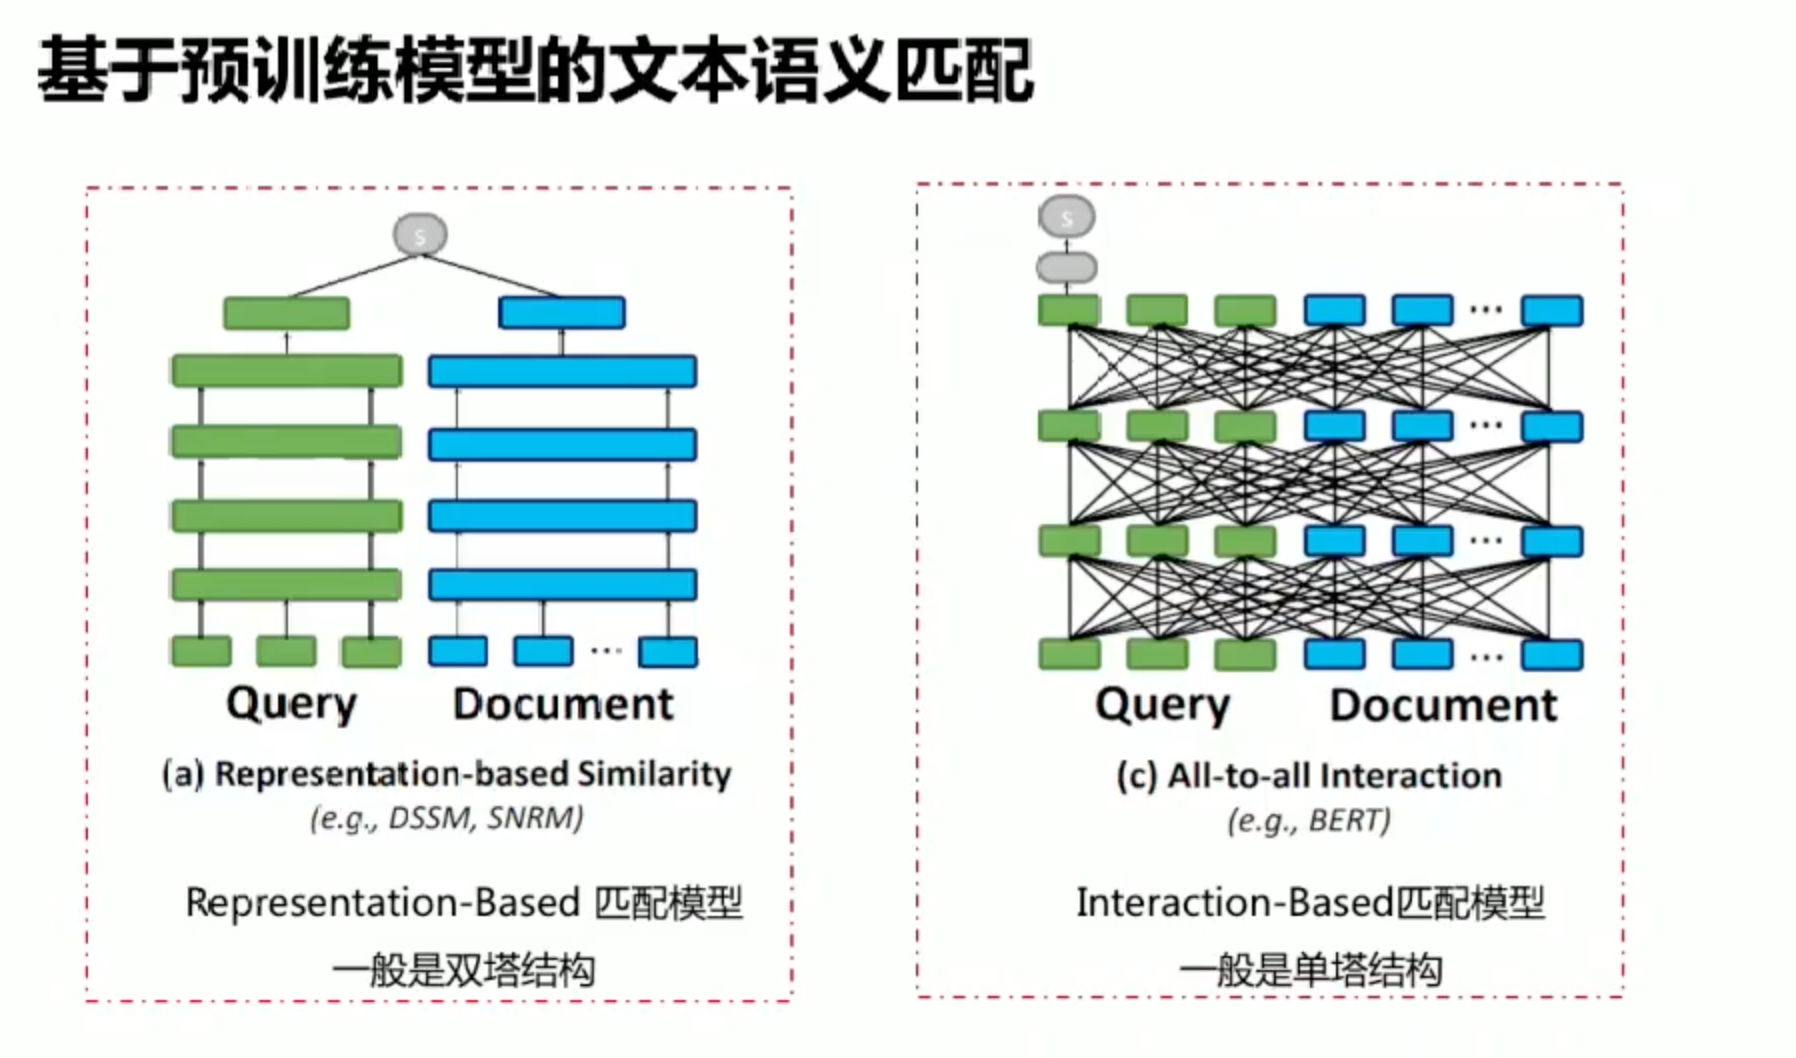 基于预训练模型的文本语义匹配
S
Query Document
(a) Representation-based Similarity
(e.g., DSSM, SNRM)
Representation-Based 匹配模型
一般是双塔结构
S
Query Document
(c) All-to-all Interaction
(e.g., BERT)
Interaction-Based匹配模型
一般是单塔结构